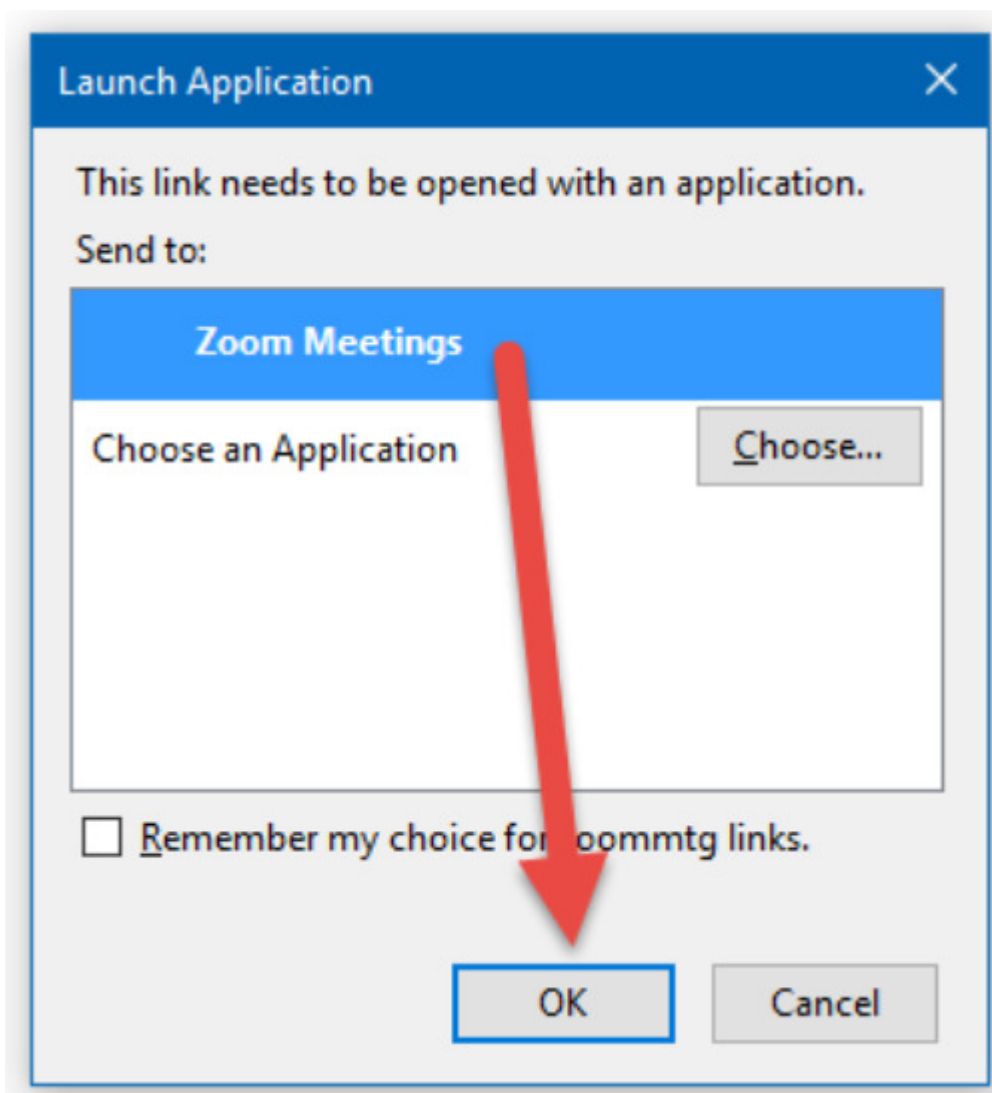 Launch Application
This link needs to be opened with an application.
Send to:
Zoom Meetings
Choose an Application
Choose...
Remember my choice for oommtg links.
OK
Cancel